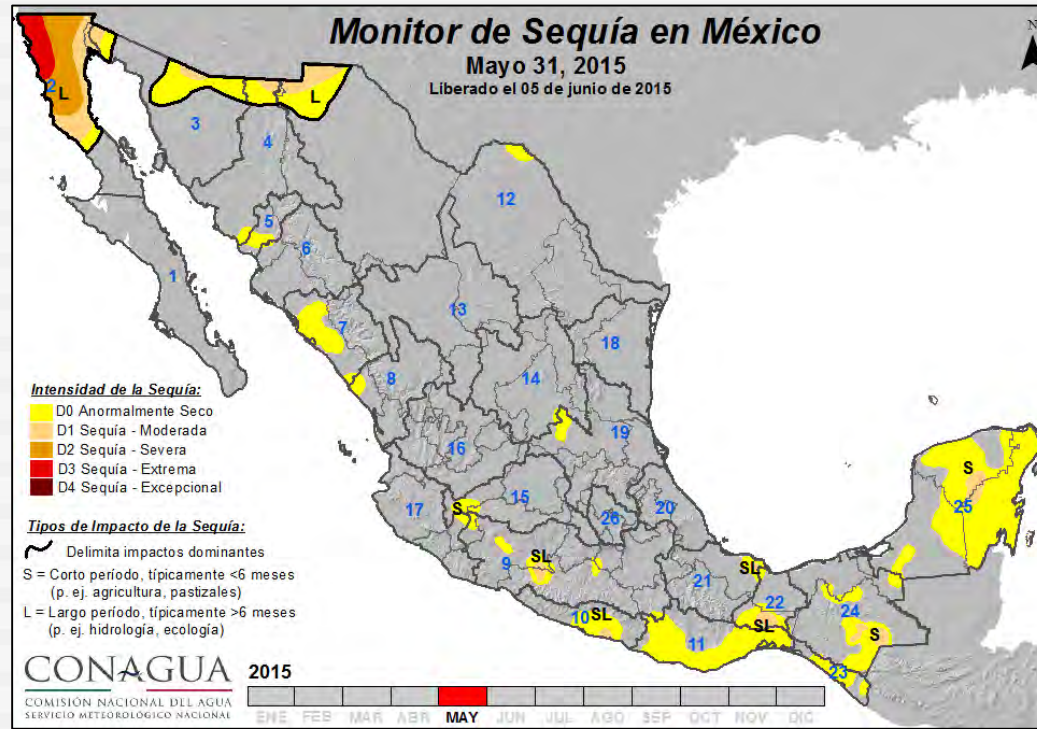 Monitor de Sequía en México
Mayo 31, 2015
Liberado el 05 de junio de 2015
N
2
L
L
3
4
12
5
6
1
7
13
18
8
14
Intensidad de la Sequía:
D0 Anormalmente Seco
D1 Sequía - Moderada
D2 Sequía - Severa
D3 Sequía - Extrema
D4 Sequía - Excepcional
19
16
S
25
17
S
15
26
20
Tipos de Impacto de la Sequía:
Delimita impactos dominantes
S = Corto período, típicamente <6 meses
(p. ej. agricultura, pastizales)
L = Largo período, típicamente >6 meses
(p. ej. hidrología, ecología)
9
SL
21
SL
22
24
10
SL
11
SL
S
23
CONAGUA
COMISIÓN NACIONAL DEL AGUA
SERVICIO METEOROLÓGICO NACIONAL
2015
ENE FEB MAR ABR MAY JUN JUL AGO SEP OCT NOV DIC